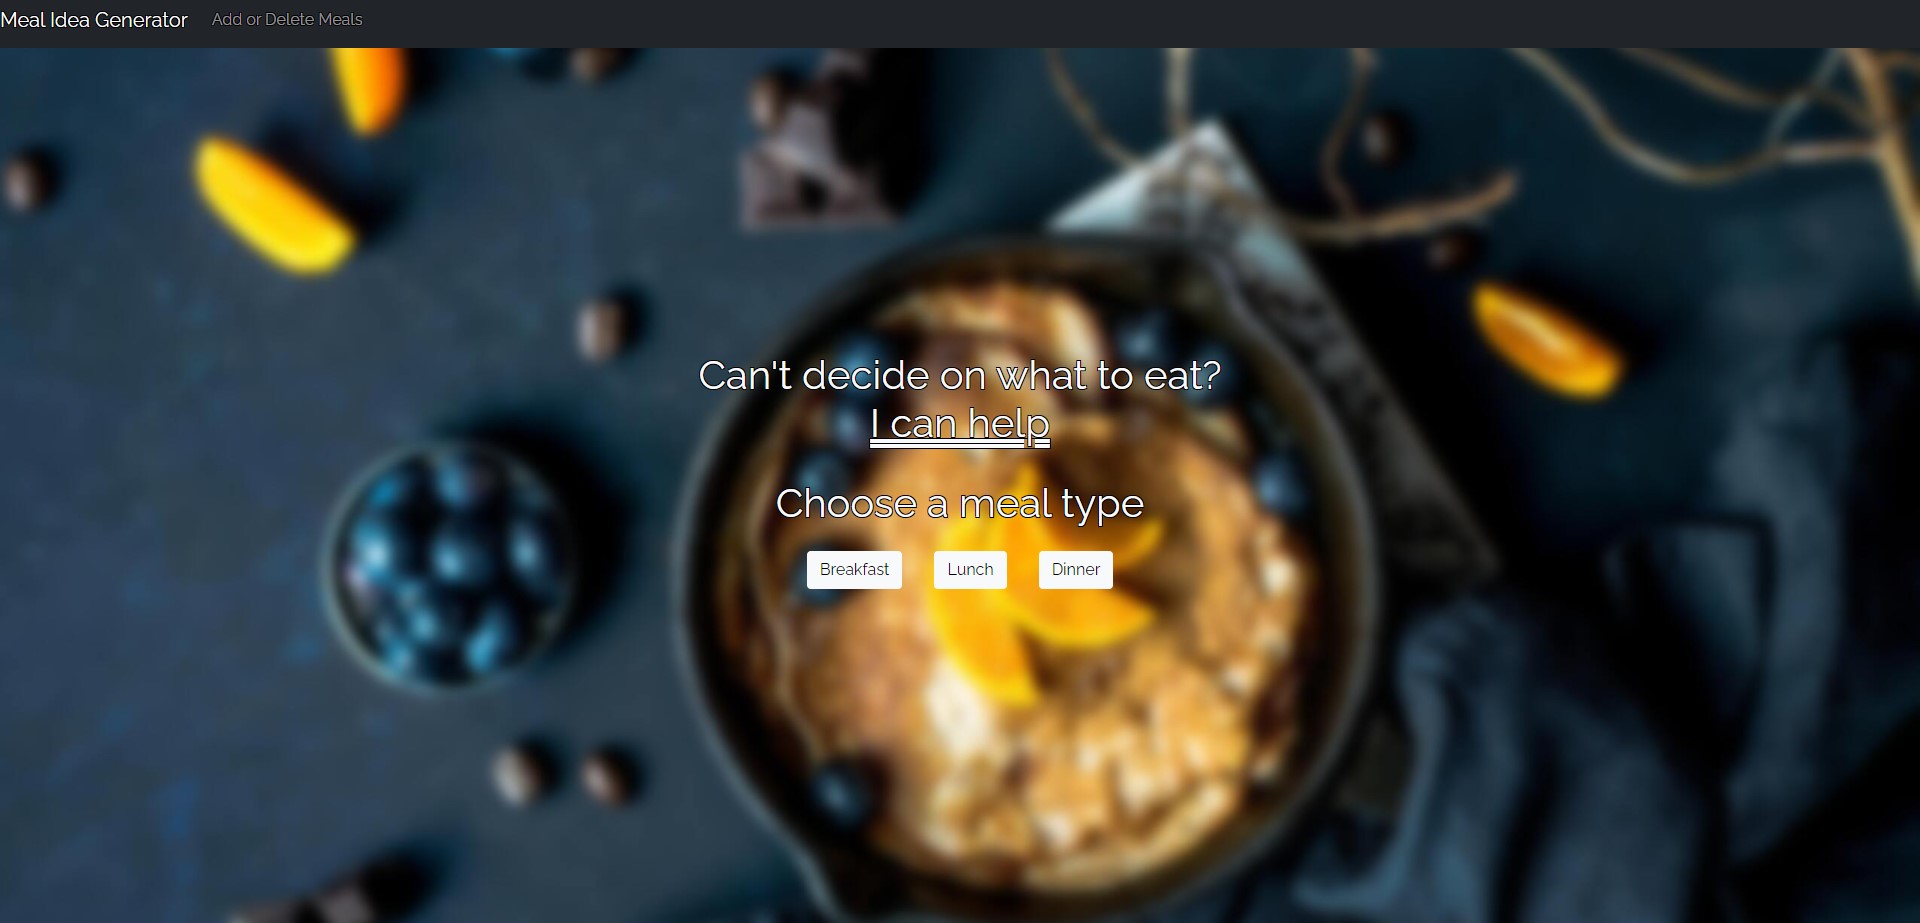 Meal Idea Generator Add or Delete Meals
Can't decide on what to eat?
I can help
Choose a meal type
Breakfast Lunch Dinner